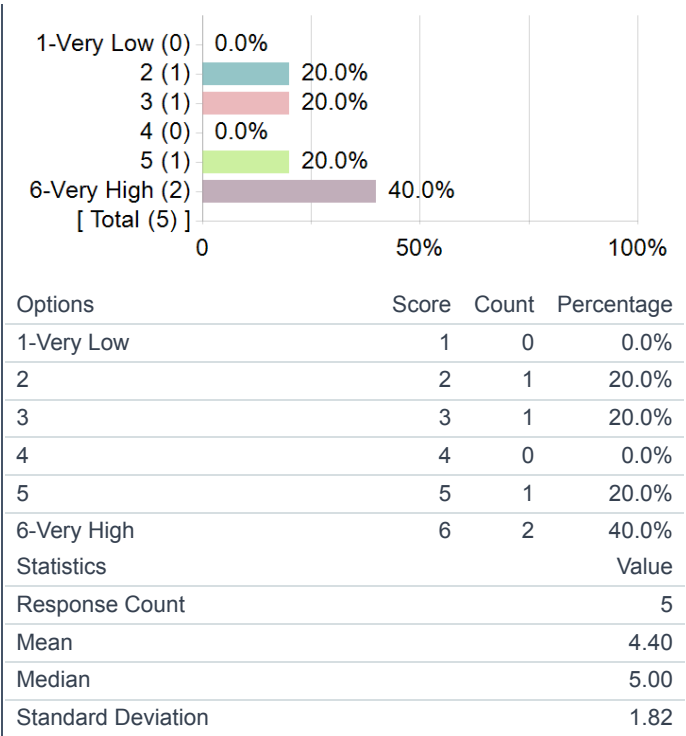 1-Very Low (0) 0.0%
2 (1) 20.0%
3 (1) 20.0%
4 (0) 0.0%
5 (1) 20.0%
6-Very High (2) 40.0%
[ Total (5) ]
0 50% 100%
Options Score Count Percentage
1-Very Low 1 0 0.0%
2 2 1 20.0%
3 3 1 20.0%
4 4 0 0.0%
5 5 1 20.0%
6-Very High 6 2 40.0%
Statistics Value
Response Count 5
Mean 4.40
Median 5.00
Standard Deviation 1.82